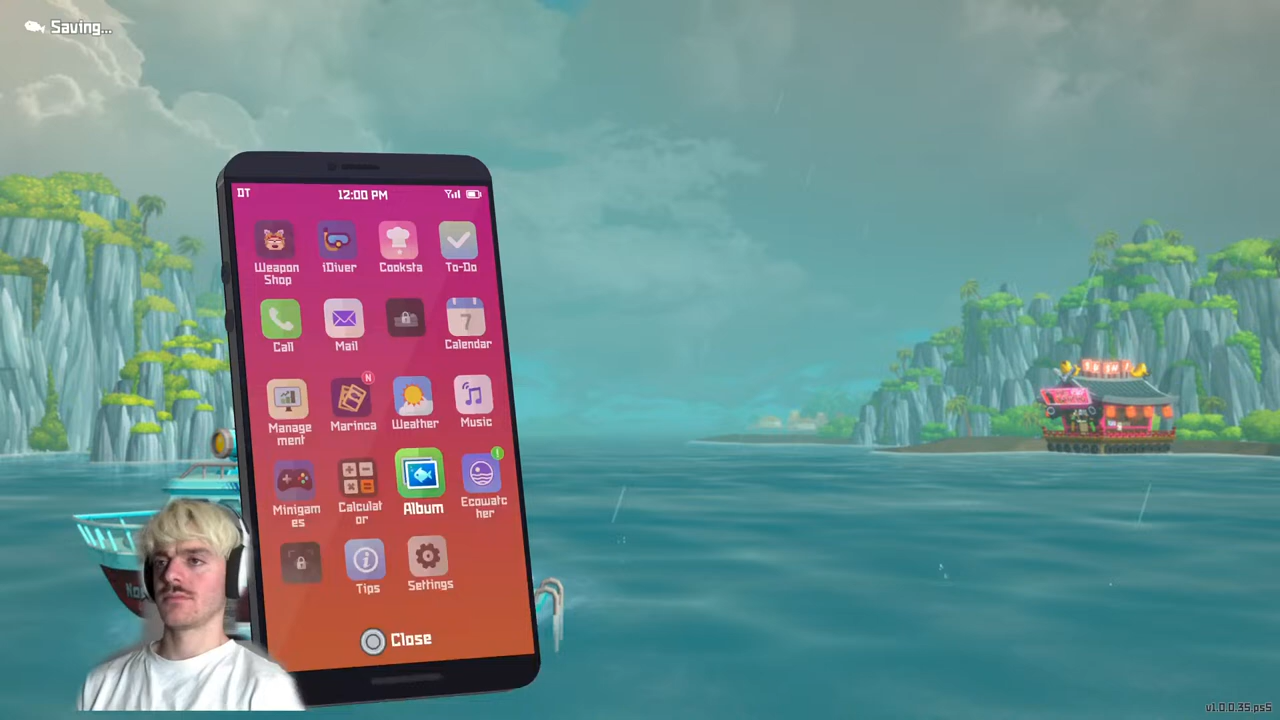 Saving...
DT
12:00 PM
Weapon
Shop
iDiver
Cooksta
To-Do
Call
Mail
7
Calendar
Manage
ment
N
Marinca
Weather
Music
Minigam
es
Calculat
or
Album
!
Ecowatc
her
Tips
Settings
Close
v1.0.0.35.ps5